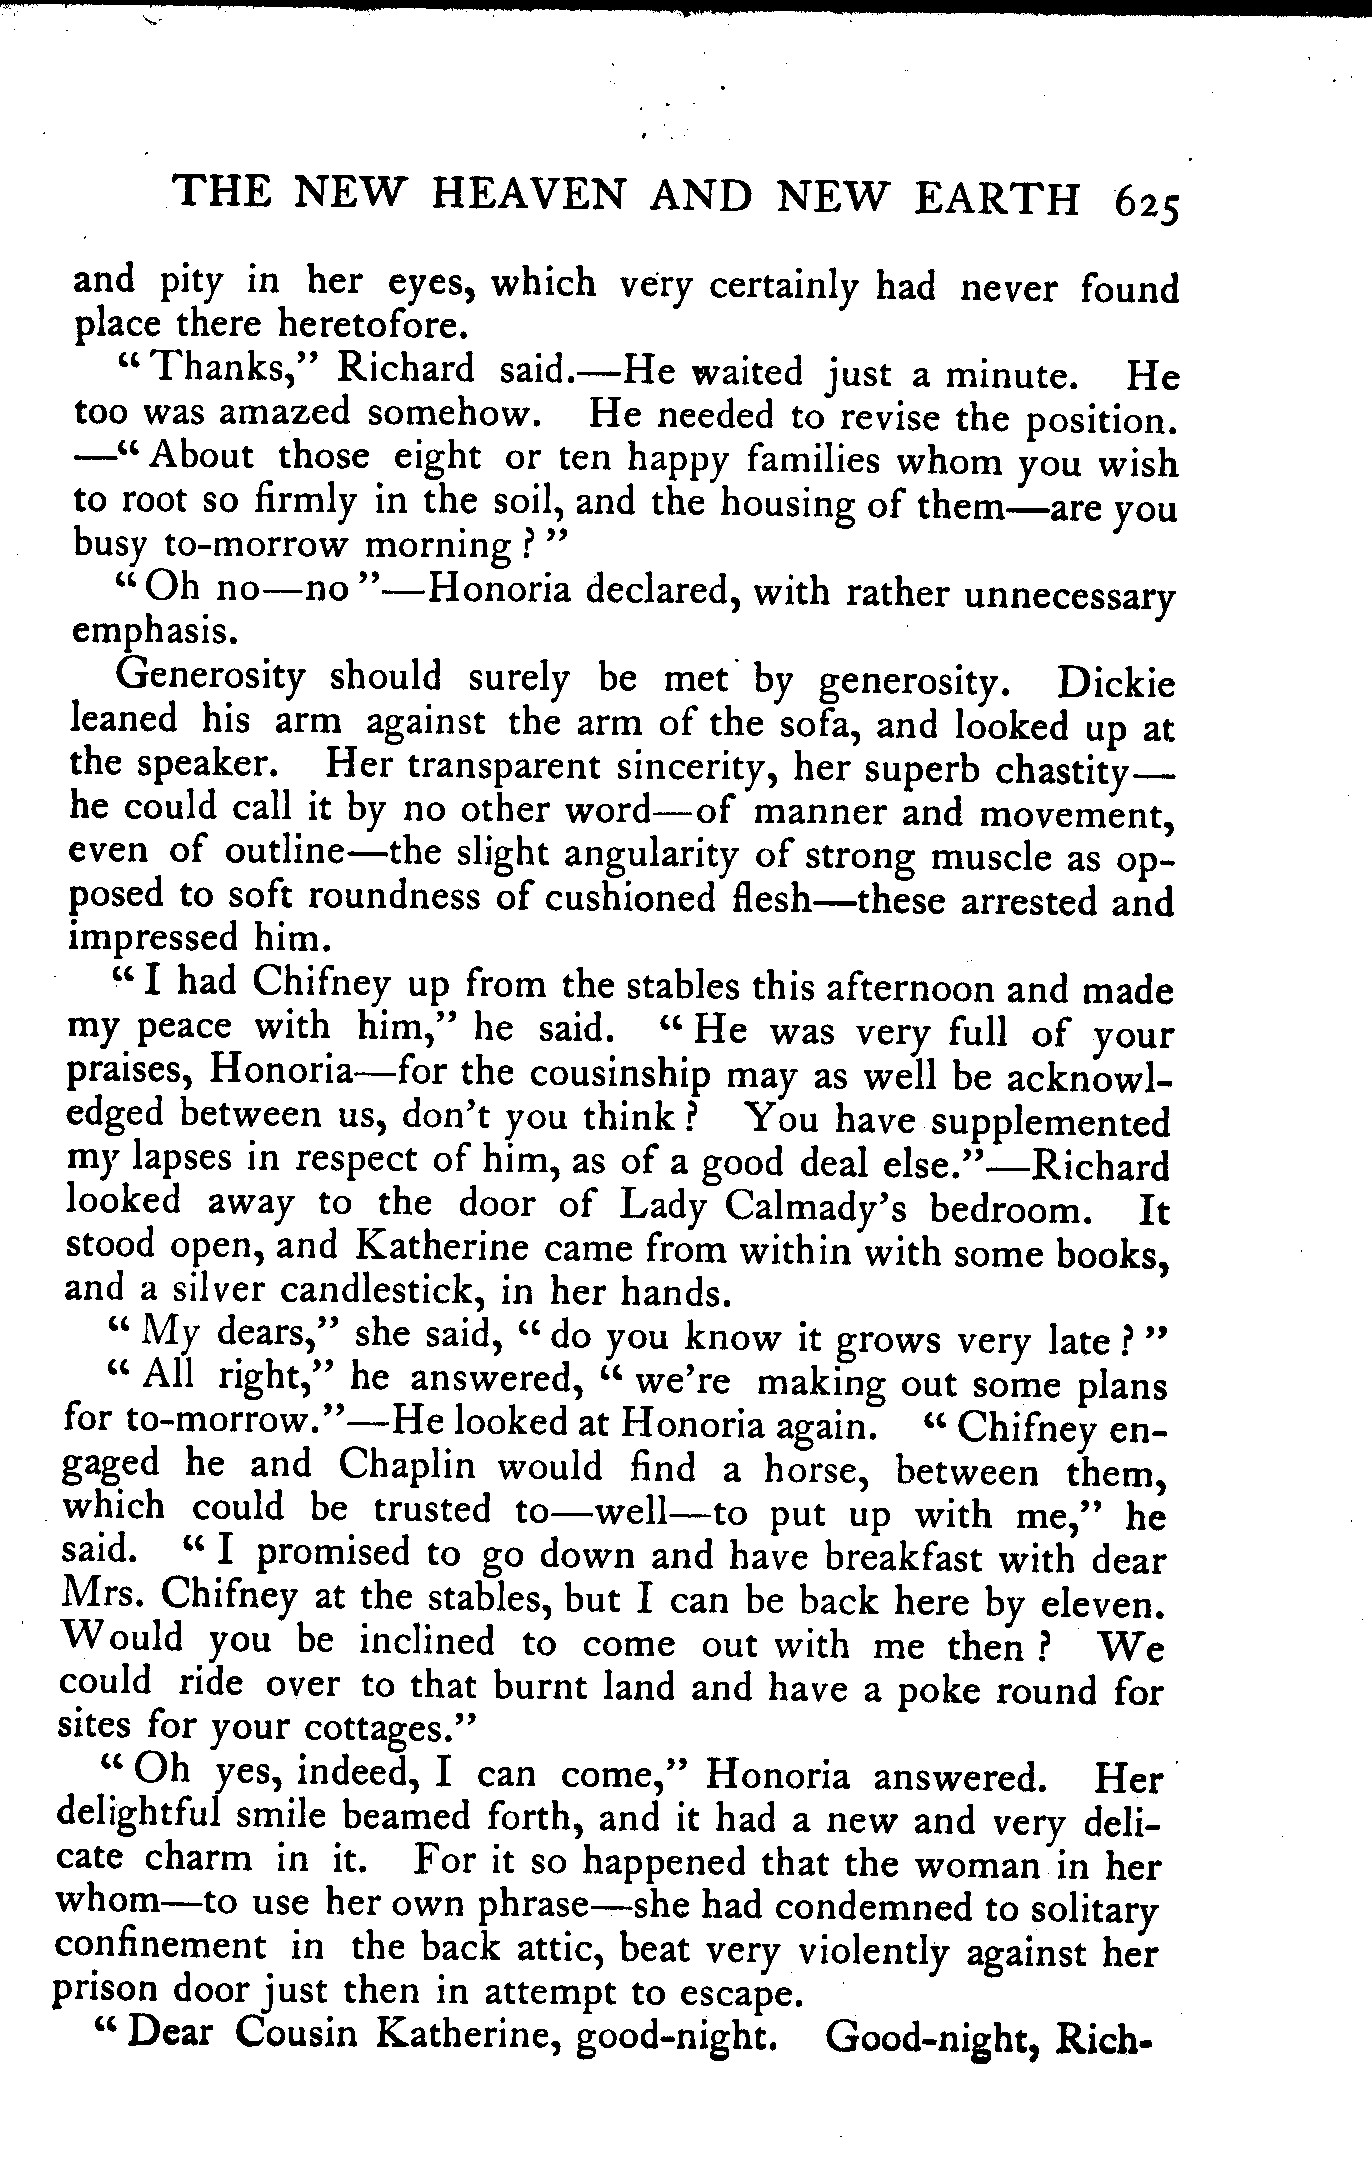 THE NEW HEAVEN AND NEW EARTH 625
and pity in her eyes, which very certainly had never found
place there heretofore.
"Thanks," Richard said.—He waited just a minute. He
too was amazed somehow. He needed to revise the position.
—"About those eight or ten happy families whom you wish
to root so firmly in the soil, and the housing of them—are you
busy to-morrow morning?"
"Oh no—no"—Honoria declared, with rather unnecessary
emphasis.
Generosity should surely be met by generosity. Dickie
leaned his arm against the arm of the sofa, and looked up at
the speaker. Her transparent sincerity, her superb chastity—
he could call it by no other word—of manner and movement,
even of outline—the slight angularity of strong muscle as op-
posed to soft roundness of cushioned flesh—these arrested and
impressed him.
"I had Chifney up from the stables this afternoon and made
my peace with him," he said. "He was very full of your
praises, Honoria—for the cousinship may as well be acknowl-
edged between us, don't you think? You have supplemented
my lapses in respect of him, as of a good deal else."—Richard
looked away to the door of Lady Calmady's bedroom. It
stood open, and Katherine came from within with some books,
and a silver candlestick, in her hands.
"My dears," she said, "do you know it grows very late?"
"All right," he answered, "we're making out some plans
for to-morrow."—He looked at Honoria again. "Chifney en-
gaged he and Chaplin would find a horse, between them,
which could be trusted to—well—to put up with me," he
said. "I promised to go down and have breakfast with dear
Mrs. Chifney at the stables, but I can be back here by eleven.
Would you be inclined to come out with me then? We
could ride over to that burnt land and have a poke round for
sites for your cottages."
"Oh yes, indeed, I can come," Honoria answered. Her
delightful smile beamed forth, and it had a new and very deli-
cate charm in it. For it so happened that the woman in her
whom—to use her own phrase—she had condemned to solitary
confinement in the back attic, beat very violently against her
prison door just then in attempt to escape.
"Dear Cousin Katherine, good-night. Good-night, Rich-